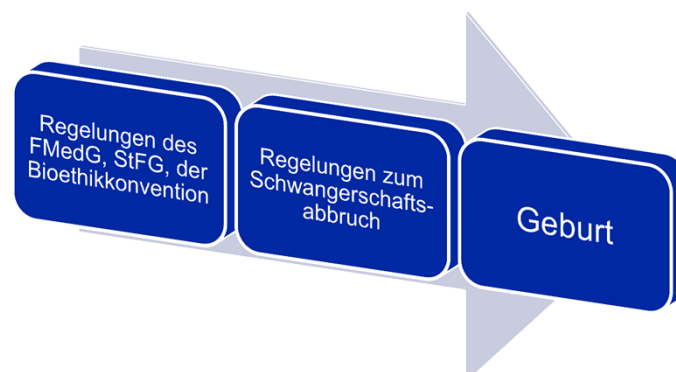 Regelungen des
FMedG, StFG, der
Bioethikkonvention
Regelungen zum
Schwangerschafts-
abbruch
Geburt